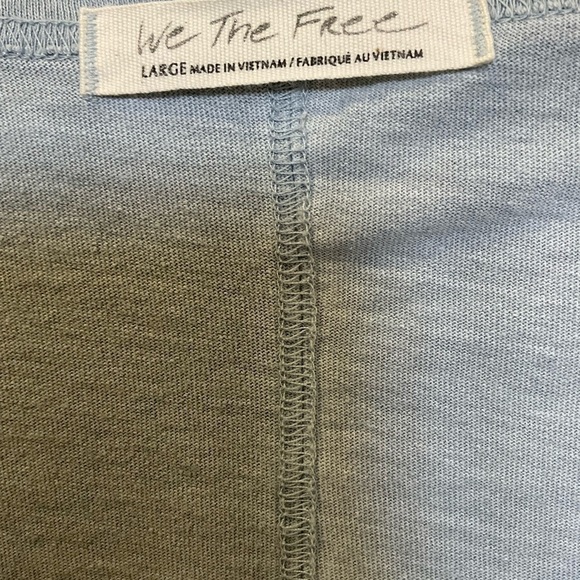 We The Free
LARGE MADE IN VIETNAM / FABRIQUÉ AU VIETNAM